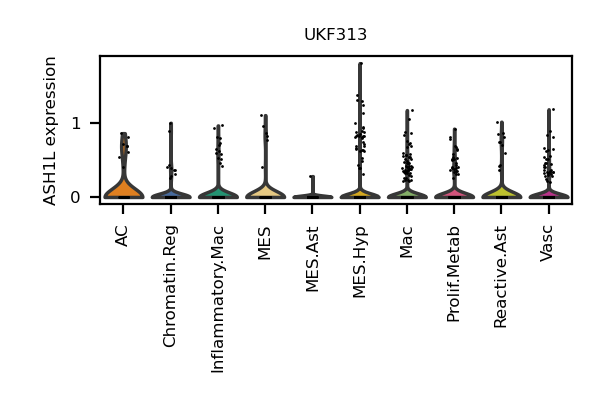 UKF313
ASH1L expression
1
0
AC
Chromatin.Reg
Inflammatory.Mac
MES
MES.Ast
MES.Hyp
Mac
Prolif.Metab
Reactive.Ast
Vasc